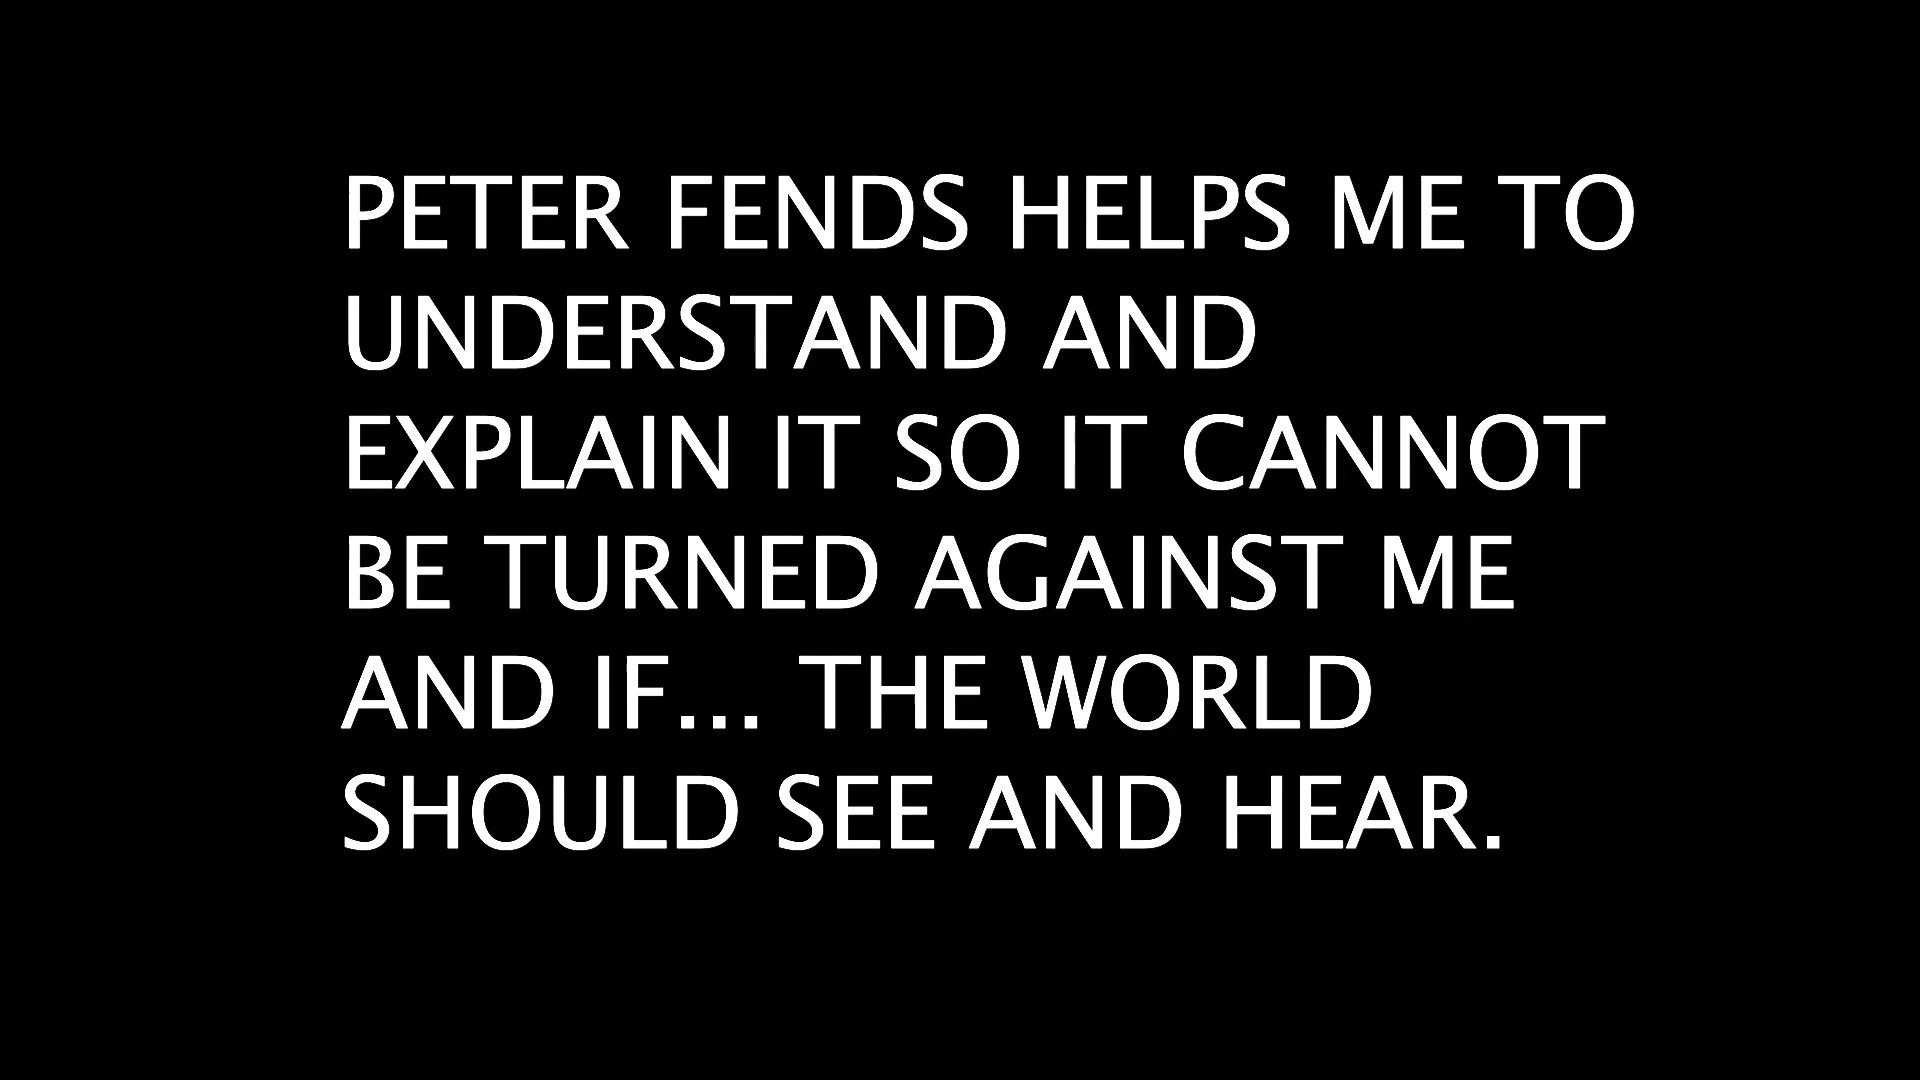 PETER FENDS HELPS ME TO
UNDERSTAND AND
EXPLAIN IT SO IT CANNOT
BE TURNED AGAINST ME
AND IF... THE WORLD
SHOULD SEE AND HEAR.